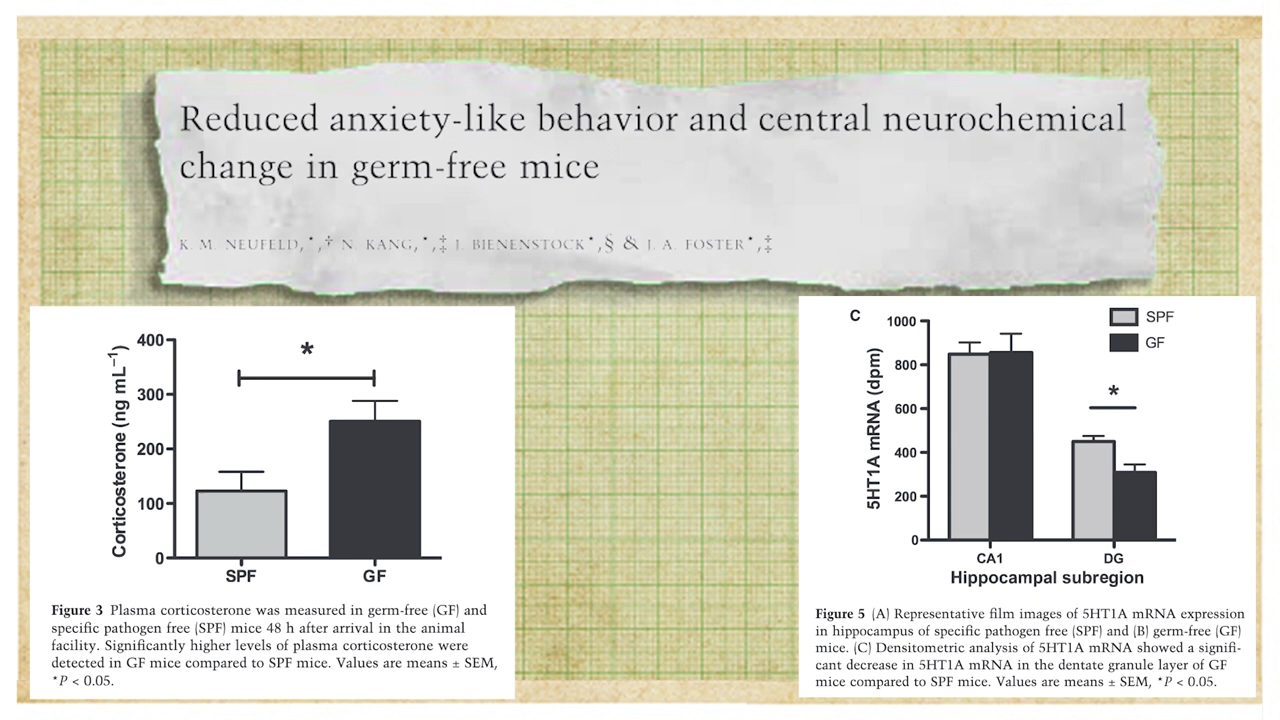 Reduced anxiety-like behavior and central neurochemical
change in germ-free mice
K. M. NEUFELD,*,† N. KANG,*,‡ J. BIENENSTOCK*,§ & J. A. FOSTER*,‡
400
300
200
100
0
Corticosterone (ng mL⁻¹)
*
SPF
GF
Figure 3 Plasma corticosterone was measured in germ-free (GF) and
specific pathogen free (SPF) mice 48 h after arrival in the animal
facility. Significantly higher levels of plasma corticosterone were
detected in GF mice compared to SPF mice. Values are means ± SEM,
*P < 0.05.
C
1000
800
600
400
200
0
5HT1A mRNA (dpm)
SPF
GF
*
CA1
DG
Hippocampal subregion
Figure 5 (A) Representative film images of 5HT1A mRNA expression
in hippocampus of specific pathogen free (SPF) and (B) germ-free (GF)
mice. (C) Densitometric analysis of 5HT1A mRNA showed a signifi-
cant decrease in 5HT1A mRNA in the dentate granule layer of GF
mice compared to SPF mice. Values are means ± SEM, *P < 0.05.